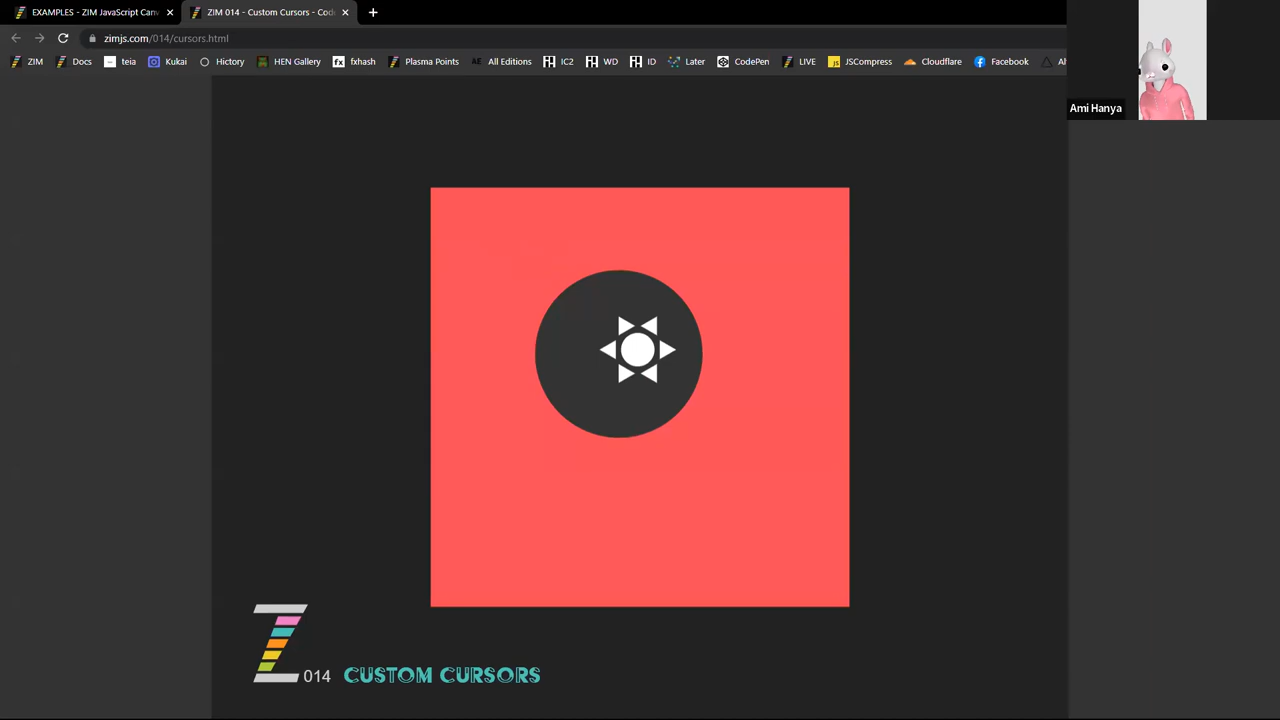 EXAMPLES - ZIM JavaScript Canv
ZIM 014 - Custom Cursors - Cod
zimjs.com/014/cursors.html
ZIM Docs teia Kukai Hictory HEN Gallery fxhash Plasma Points All Editions IC2 WD ID Later CodePen LIVE JSCompress Cloudflare Facebook Al
Ami Hanya
014 CUSTOM CURSORS